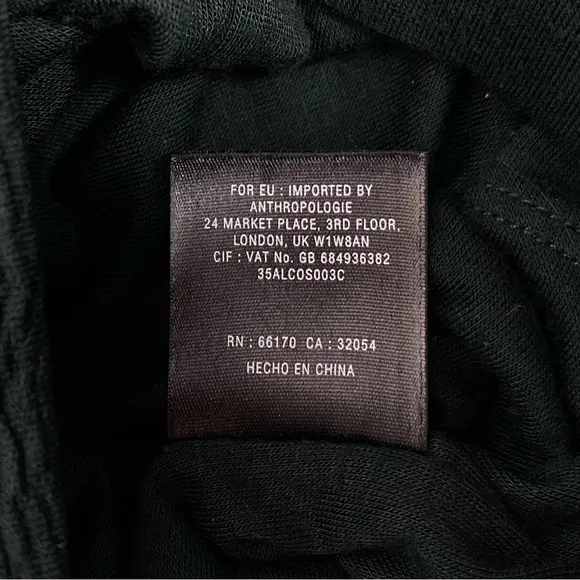 FOR EU : IMPORTED BY
ANTHROPOLOGIE
24 MARKET PLACE, 3RD FLOOR,
LONDON, UK W1W8AN
CIF : VAT No. GB 684936382
35ALCOS003C
RN : 66170 CA : 32054
HECHO EN CHINA